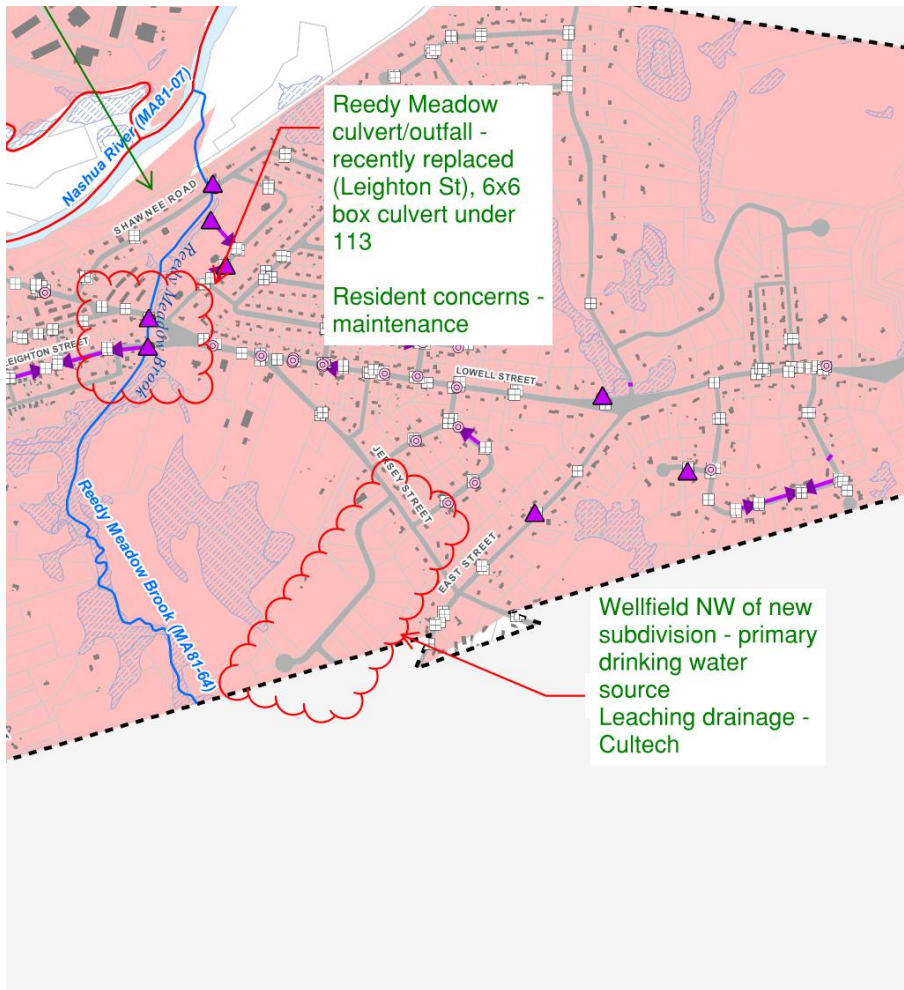 Nashua River (MA81-07)
SHAWNEE ROAD
Reedy Meadow
culvert/outfall -
recently replaced
(Leighton St), 6x6
box culvert under
113
Resident concerns -
maintenance
Reedy Meadow Brook
LEIGHTON STREET
LOWELL STREET
JERSEY STREET
EAST STREET
Reedy Meadow Brook (MA81-64)
Wellfield NW of new
subdivision - primary
drinking water
source
Leaching drainage -
Cultech